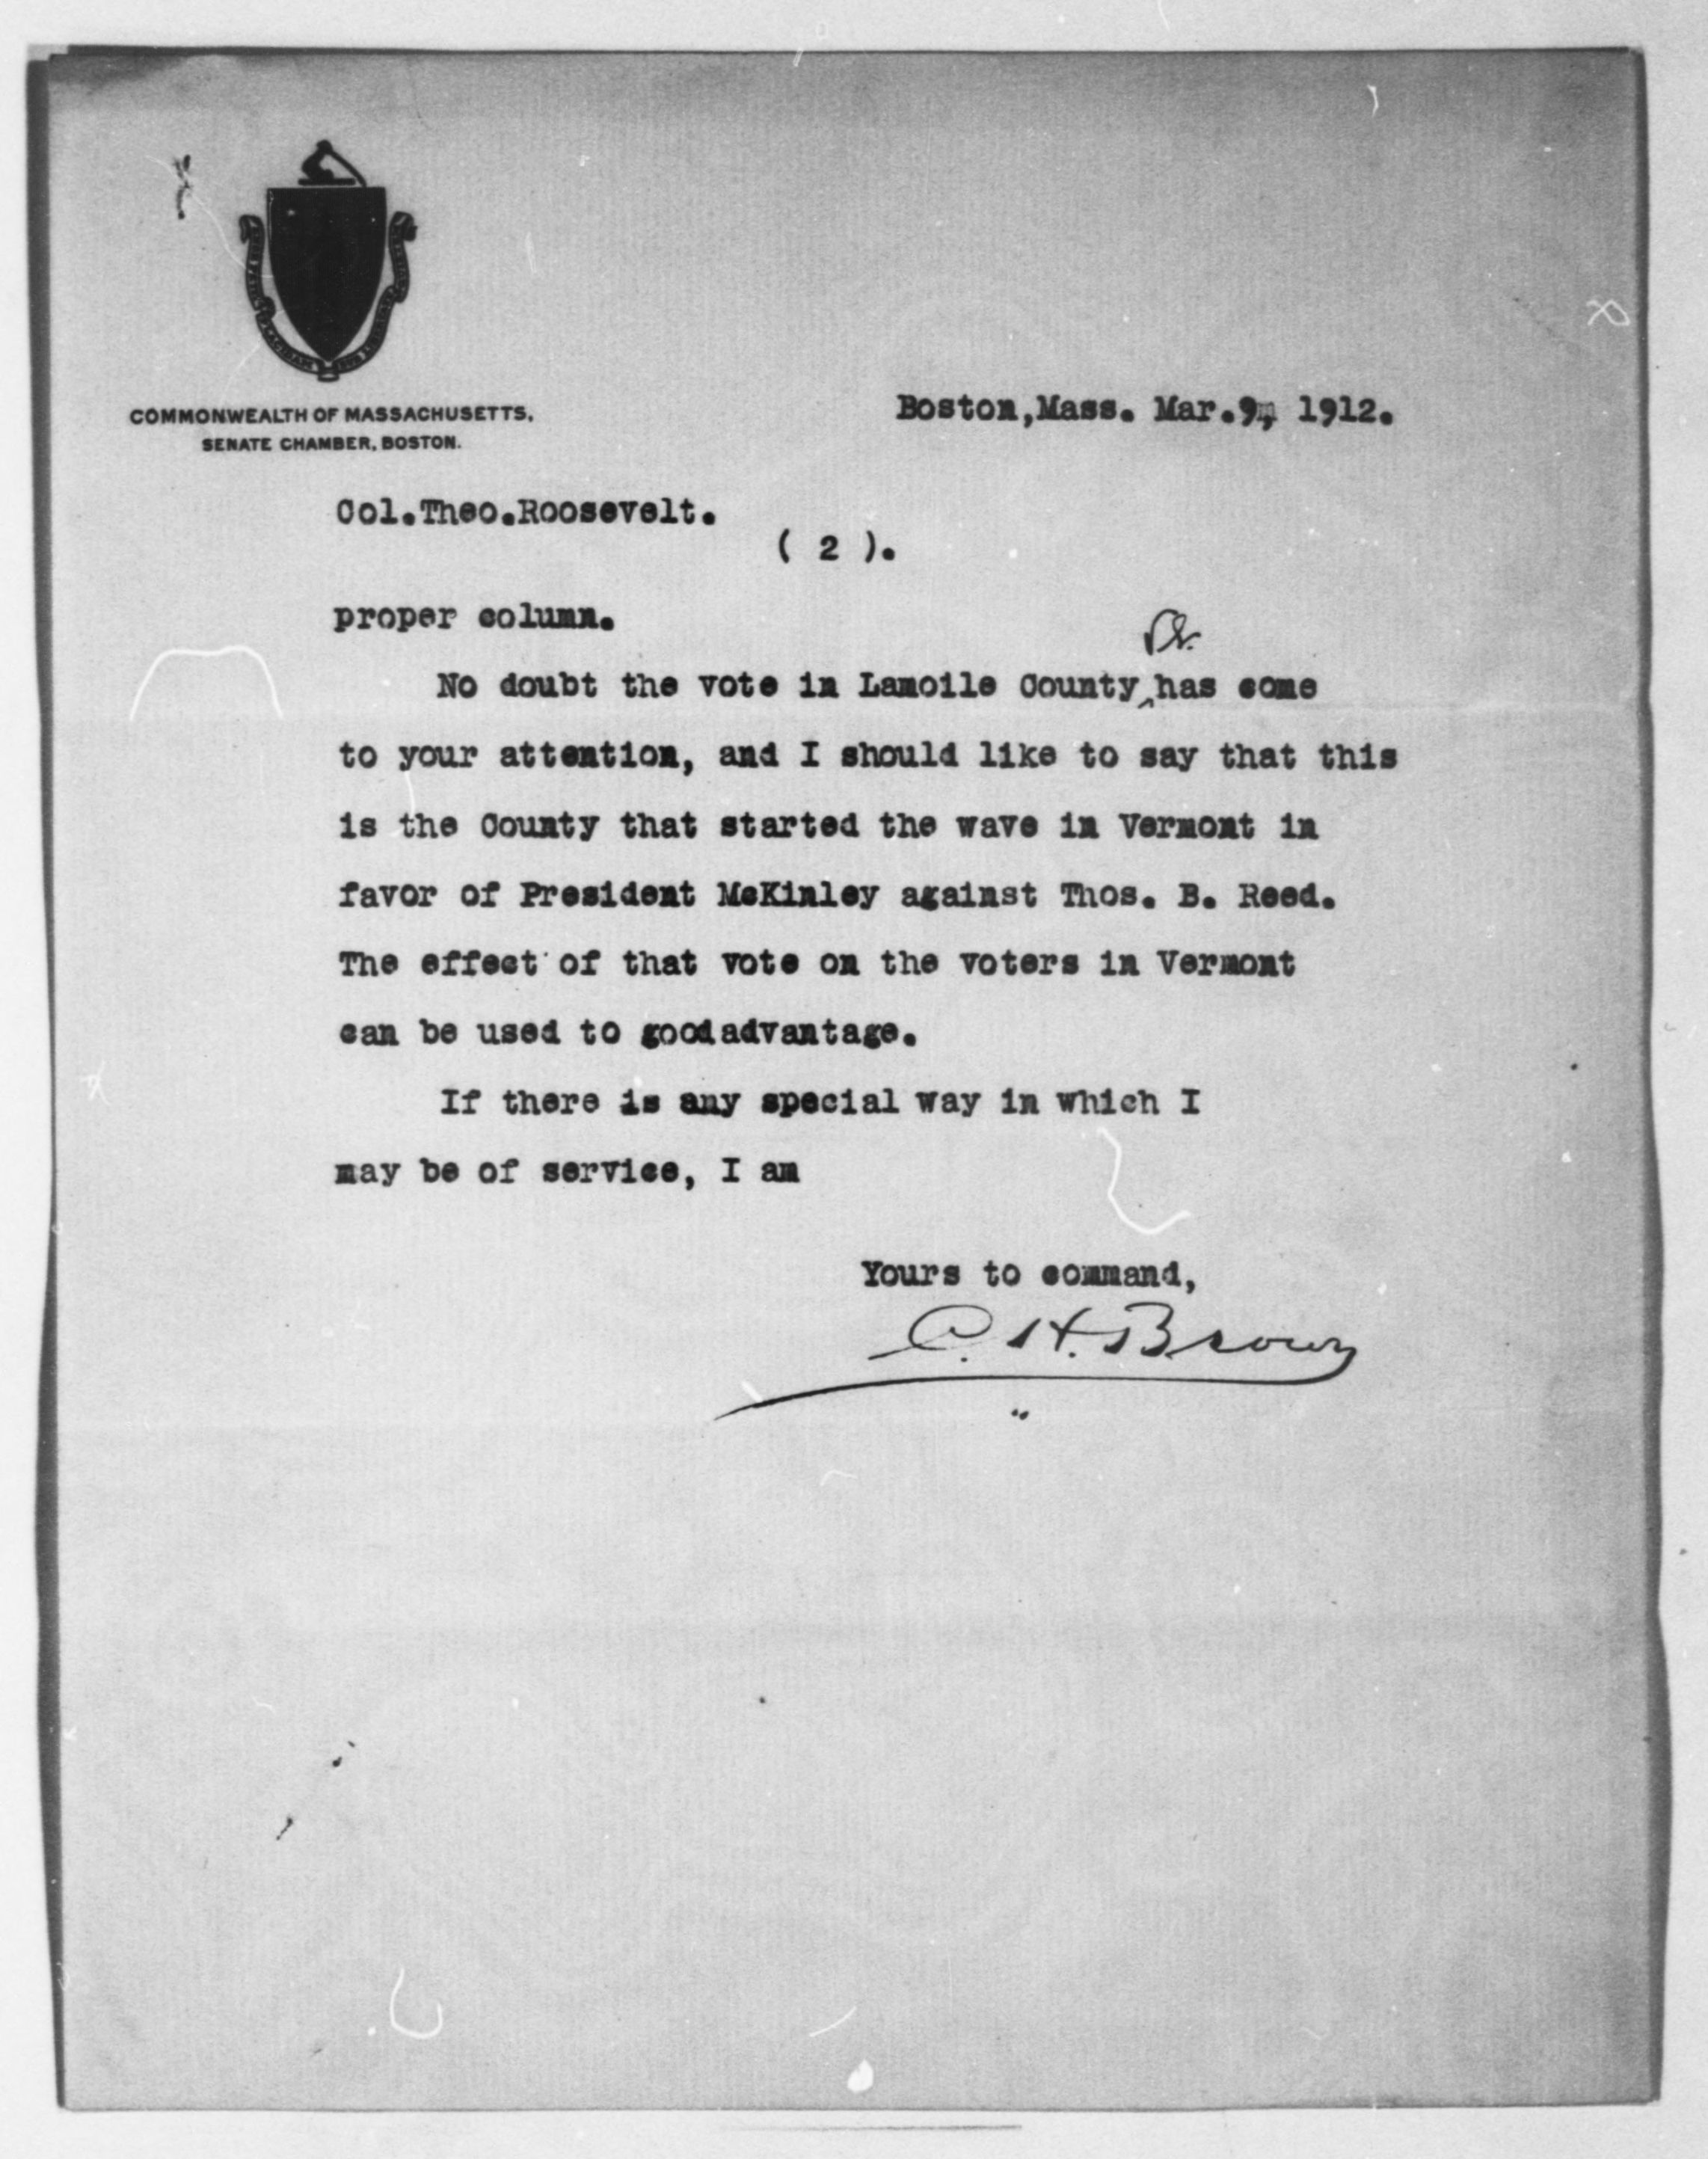 COMMONWEALTH OF MASSACHUSETTS,
SENATE CHAMBER, BOSTON.
Boston,Mass. Mar.9, 1912.
Col.Theo.Roosevelt.
( 2 ).
proper column.
Vt.
No doubt the vote in Lamoile County has come
to your attention, and I should like to say that this
is the County that started the wave in Vermont in
favor of President McKinley against Thos. B. Reed.
The effect of that vote on the voters in Vermont
can be used to goodadvantage.
If there is any special way in which I
may be of service, I am
Yours to command,
C. H. Brown